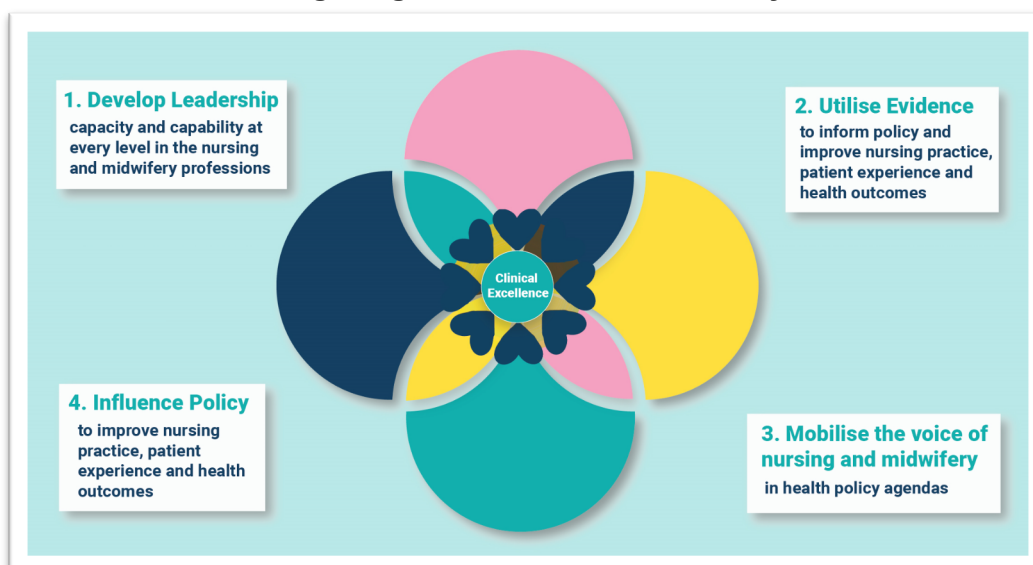 1. Develop Leadership
capacity and capability at
every level in the nursing
and midwifery professions
2. Utilise Evidence
to inform policy and
improve nursing practice,
patient experience and
health outcomes
Clinical
Excellence
3. Mobilise the voice of
nursing and midwifery
in health policy agendas
4. Influence Policy
to improve nursing
practice, patient
experience and health
outcomes